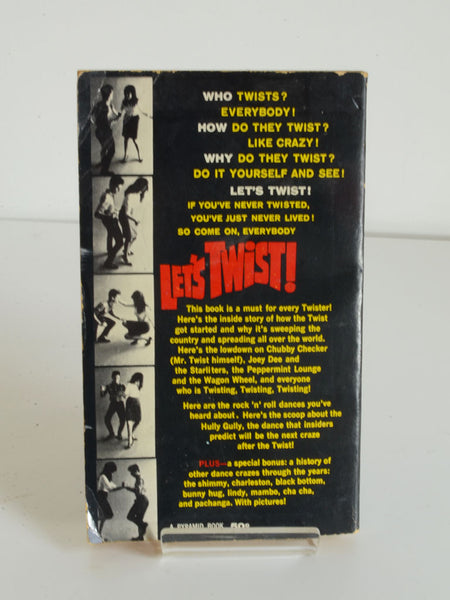 WHO TWISTS?
EVERYBODY!
HOW DO THEY TWIST?
LIKE CRAZY!
WHY DO THEY TWIST?
DO IT YOURSELF AND SEE!
LET'S TWIST!
IF YOU'VE NEVER TWISTED,
YOU'VE JUST NEVER LIVED!
SO COME ON, EVERYBODY
LET'S TWIST!
This book is a must for every Twister!
Here's the inside story of how the Twist
got started and why it's sweeping the
country and spreading all over the world.
Here's the lowdown on Chubby Checker
(Mr. Twist himself), Joey Dee and
the Starliters, the Peppermint Lounge
and the Wagon Wheel, and everyone
who is Twisting, Twisting, Twisting!
Here are the rock 'n' roll dances you've
heard about. Here's the scoop about the
Hully Gully, the dance that insiders
predict will be the next craze
after the Twist!
PLUS—a special bonus: a history of
other dance crazes through the years:
the shimmy, charleston, black bottom,
bunny hug, lindy, mambo, cha cha,
and pachanga. With pictures!
A PYRAMID BOOK 50¢